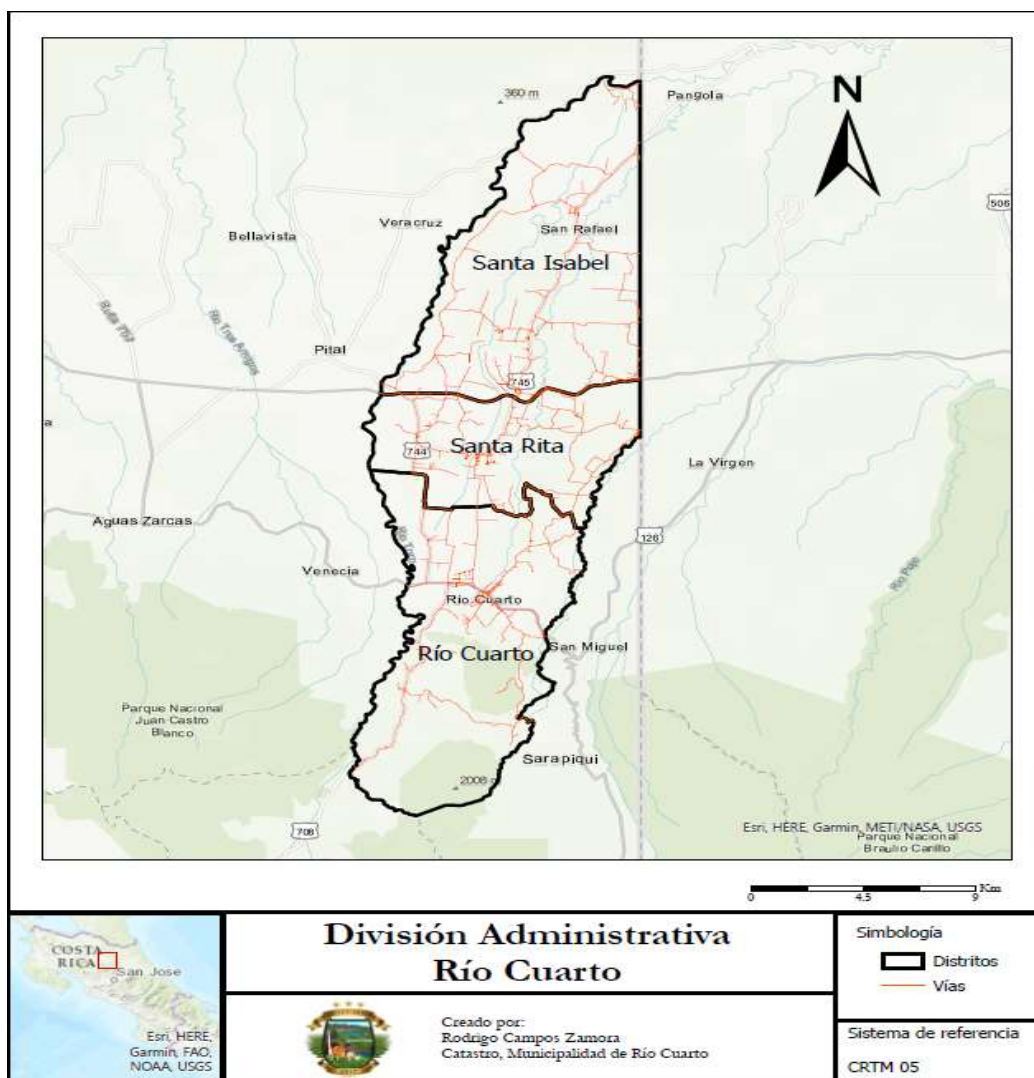 360 m
Pangola
N
506
Veracruz
San Rafael
Bellavista
Santa Isabel
Río Tres Amigos
Pital
745
Santa Rita
744
La Virgen
Aguas Zarcas
126
Venecia
Río Cuarto
Río Cuarto
San Miguel
Parque Nacional
Juan Castro
Blanco
Sarapiquí
2008
708
Esri, HERE, Garmin, METI/NASA, USGS
Parque Nacional
Braulio Carillo
0 4.5 9 Km
COSTA
RICA
San Jose
Esri, HERE,
Garmin, FAO,
NOAA, USGS
División Administrativa
Río Cuarto
Creado por:
Rodrigo Campos Zamora
Catastro, Municipalidad de Río Cuarto
Simbología
Distritos
Vías
Sistema de referencia
CRTM 05